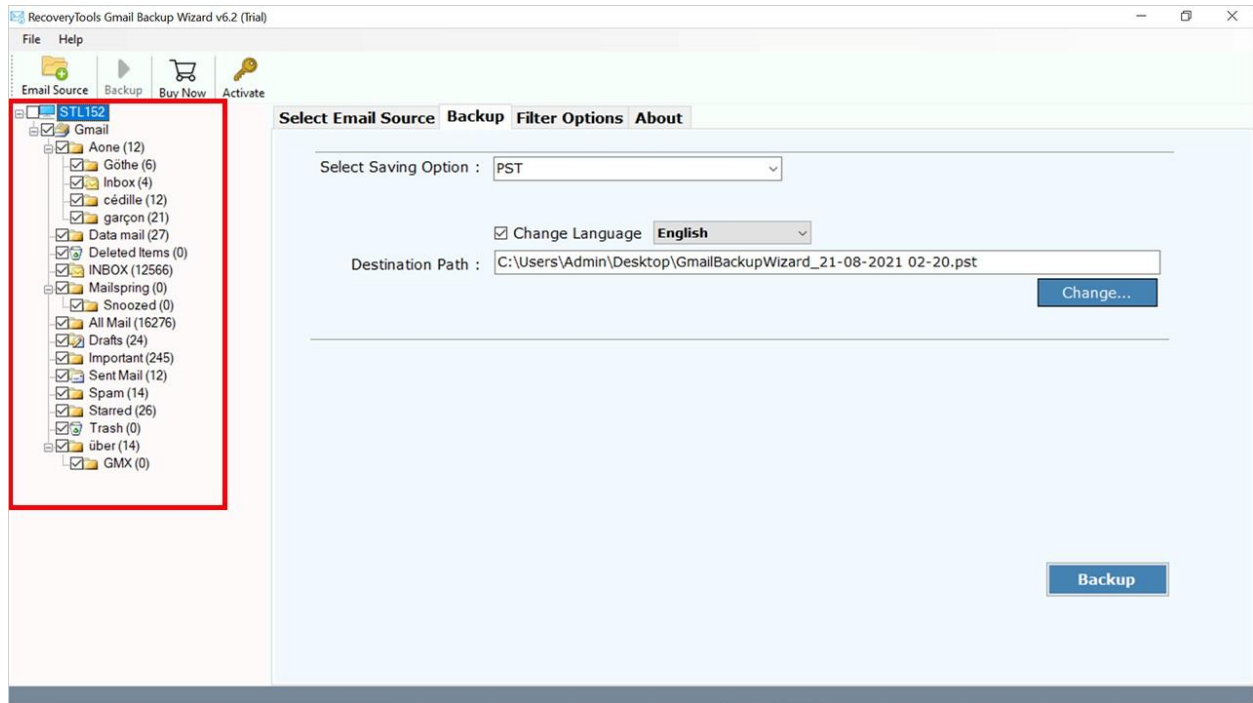 RecoveryTools Gmail Backup Wizard v6.2 (Trial)
File Help
Email Source Backup Buy Now Activate
STL152
Gmail
Aone (12)
Göthe (6)
Inbox (4)
cédille (12)
garçon (21)
Data mail (27)
Deleted Items (0)
INBOX (12566)
Mailspring (0)
Snoozed (0)
All Mail (16276)
Drafts (24)
Important (245)
Sent Mail (12)
Spam (14)
Starred (26)
Trash (0)
über (14)
GMX (0)
Select Email Source Backup Filter Options About
Select Saving Option : PST
Change Language English
Destination Path : C:\Users\Admin\Desktop\GmailBackupWizard_21-08-2021 02-20.pst
Change...
Backup